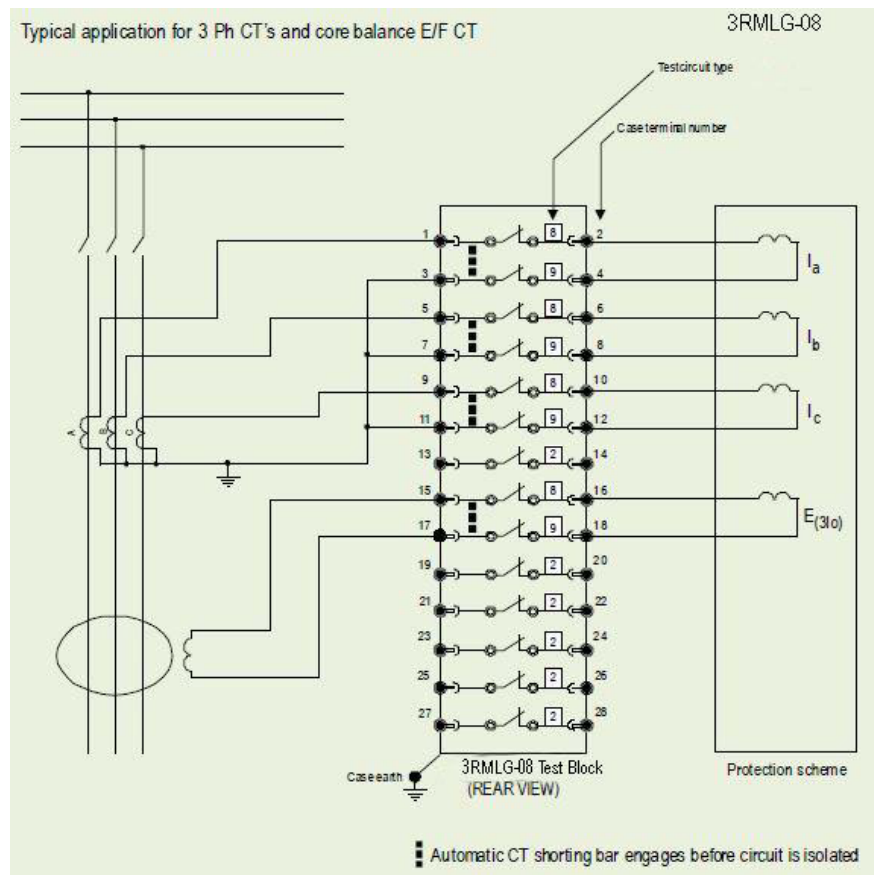 Typical application for 3 Ph CT's and core balance E/F CT
3RMLG-08
Testcircuit type
Case terminal number
1 8 2
3 9 4
Ia
5 8 6
7 9 8
Ib
9 8 10
11 9 12
Ic
A B C
13 2 14
15 8 16
17 9 18
E(3Io)
19 2 20
21 2 22
23 2 24
25 2 26
27 2 28
Case earth
3RMLG-08 Test Block
(REAR VIEW)
Protection scheme
Automatic CT shorting bar engages before circuit is isolated